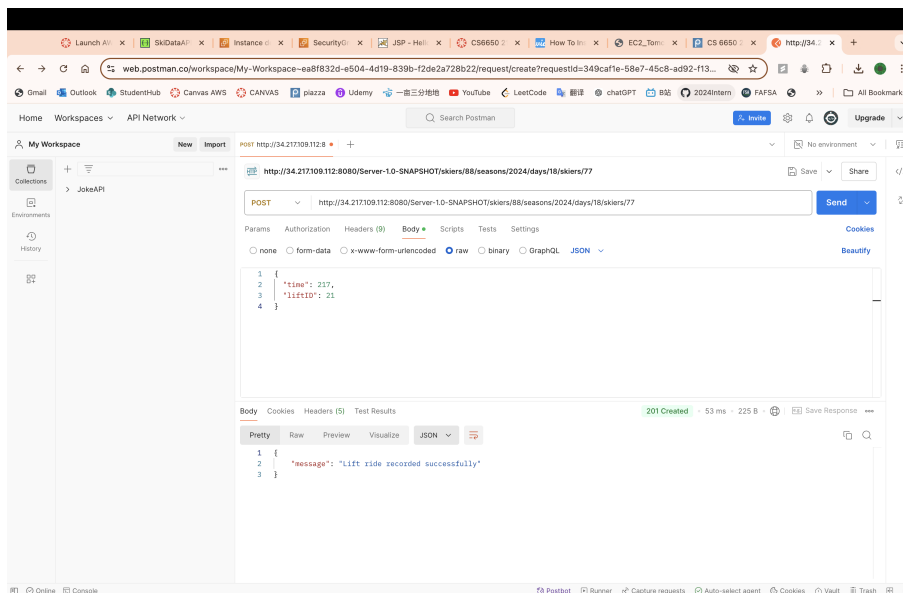 Launch AW
SkiDataAP
Instance d
SecurityGr
JSP - Hell
CS6650 2
How To In
EC2_Tomc
CS 6650 2
http://34.2
web.postman.co/workspace/My-Workspace~ea8f832d-e504-4d19-839b-f2de2a728b22/request/create?requestId=349caf1e-58e7-45c8-ad92-f13...
Gmail Outlook StudentHub Canvas AWS CANVAS piazza Udemy 一亩三分地地 YouTube LeetCode 翻译 chatGPT B站 2024Intern FAFSA » All Bookmark
Home Workspaces API Network Search Postman Invite Upgrade
My Workspace New Import POST http://34.217.109.112:8 No environment
Collections
Environments
History
JokeAPI
http://34.217.109.112:8080/Server-1.0-SNAPSHOT/skiers/88/seasons/2024/days/18/skiers/77 Save Share
POST http://34.217.109.112:8080/Server-1.0-SNAPSHOT/skiers/88/seasons/2024/days/18/skiers/77 Send
Params Authorization Headers (9) Body Scripts Tests Settings Cookies
none form-data x-www-form-urlencoded raw binary GraphQL JSON Beautify
1 {
2 "time": 217,
3 "liftID": 21
4 }
Body Cookies Headers (5) Test Results 201 Created 53 ms 225 B Save Response
Pretty Raw Preview Visualize JSON
1 {
2 "message": "Lift ride recorded successfully"
3 }
Online Console Postbot Runner Capture requests Auto-select agent Cookies Vault Trash